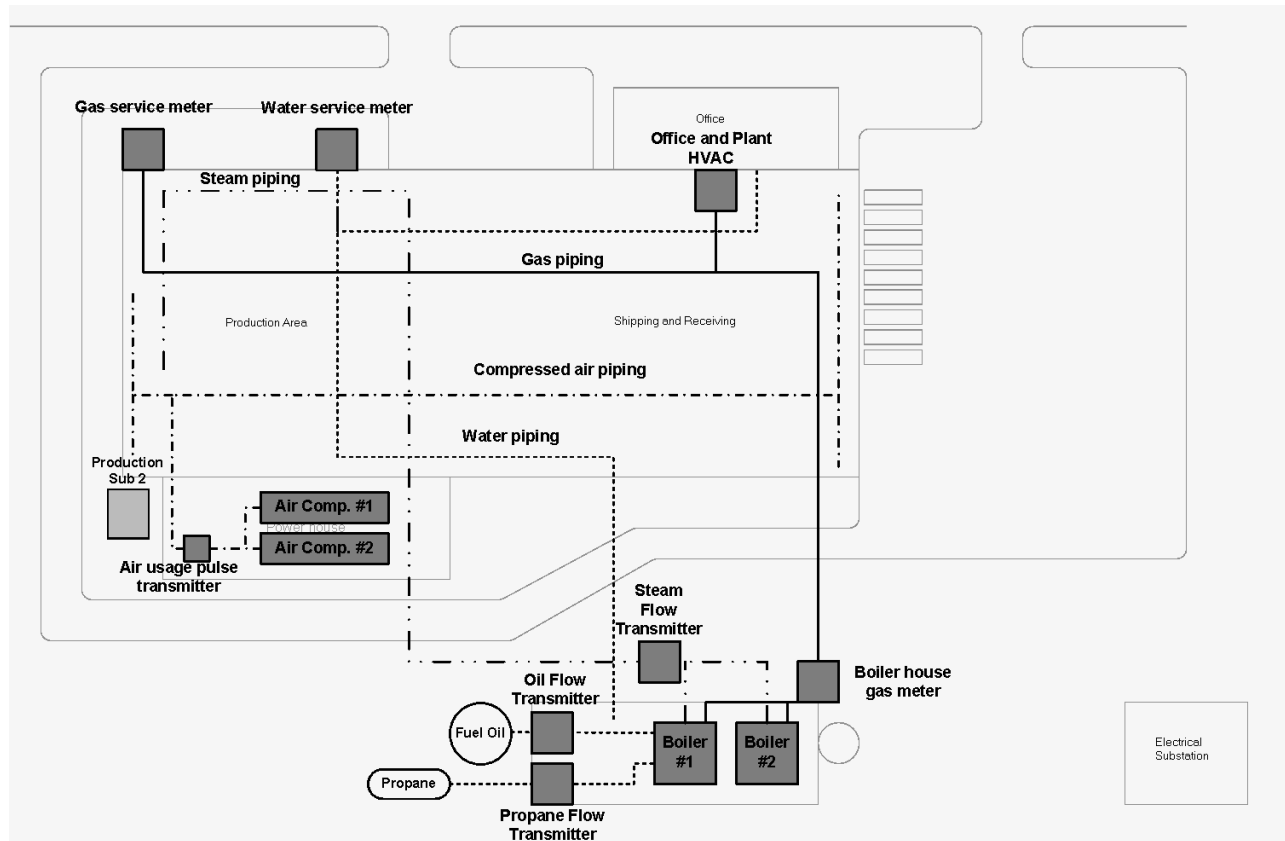 Gas service meter
Water service meter
Office
Office and Plant
HVAC
Steam piping
Gas piping
Production Area
Shipping and Receiving
Compressed air piping
Water piping
Production
Sub 2
Air Comp. #1
Power house
Air Comp. #2
Air usage pulse
transmitter
Steam
Flow
Transmitter
Oil Flow
Transmitter
Boiler house
gas meter
Fuel Oil
Boiler
#1
Boiler
#2
Electrical
Substation
Propane
Propane Flow
Transmitter